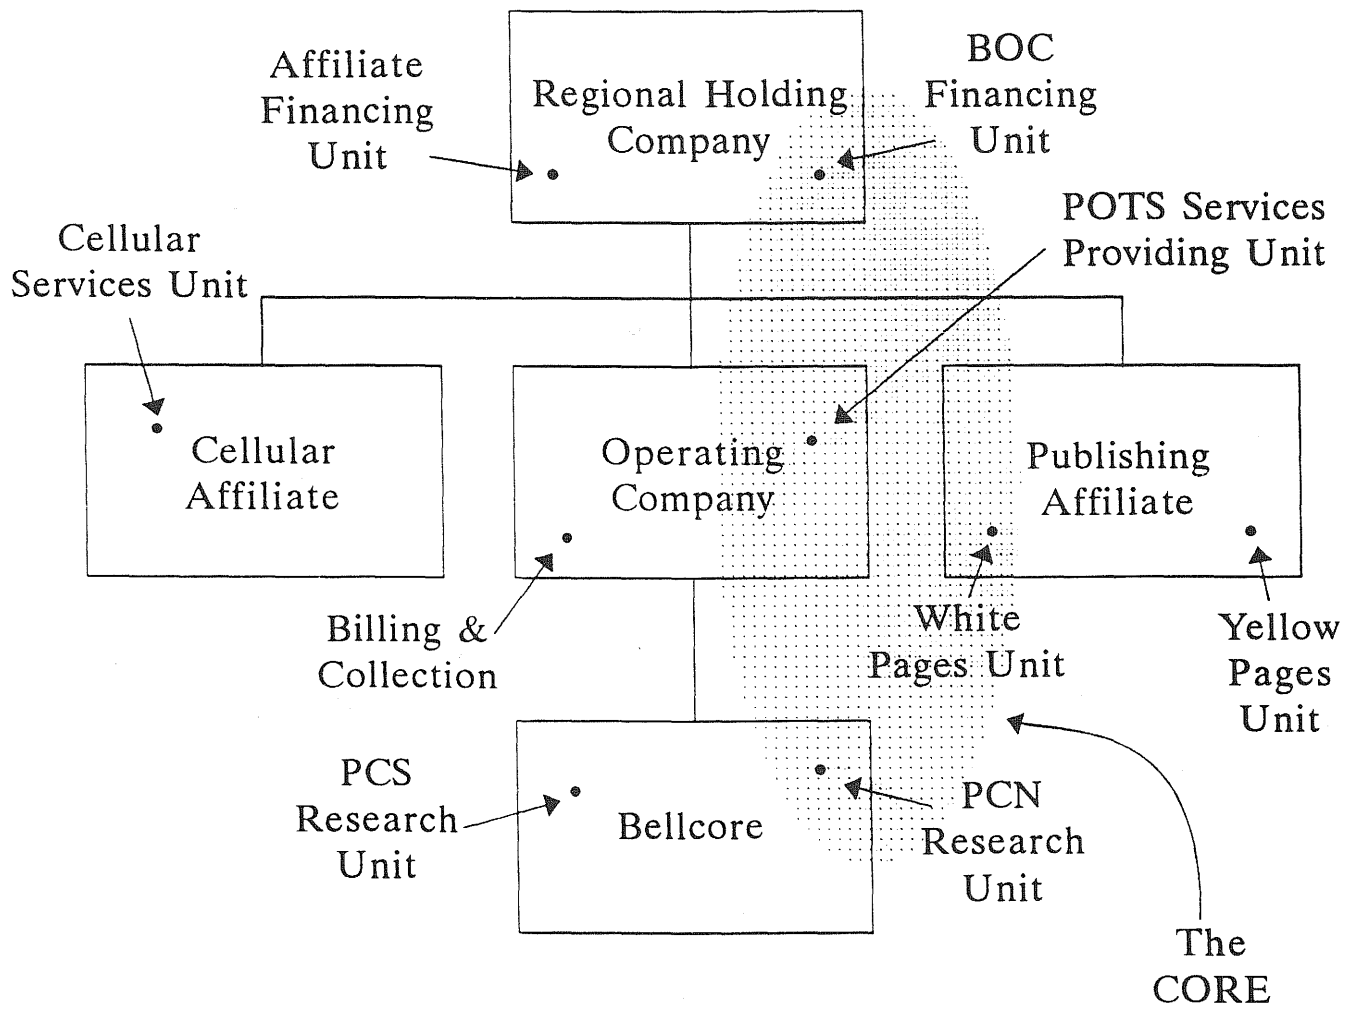 Affiliate
Financing
Unit
Regional Holding
Company
BOC
Financing
Unit
POTS Services
Providing Unit
Cellular
Services Unit
Cellular
Affiliate
Operating
Company
Publishing
Affiliate
Billing &
Collection
White
Pages Unit
Yellow
Pages
Unit
PCS
Research
Unit
Bellcore
PCN
Research
Unit
The
CORE